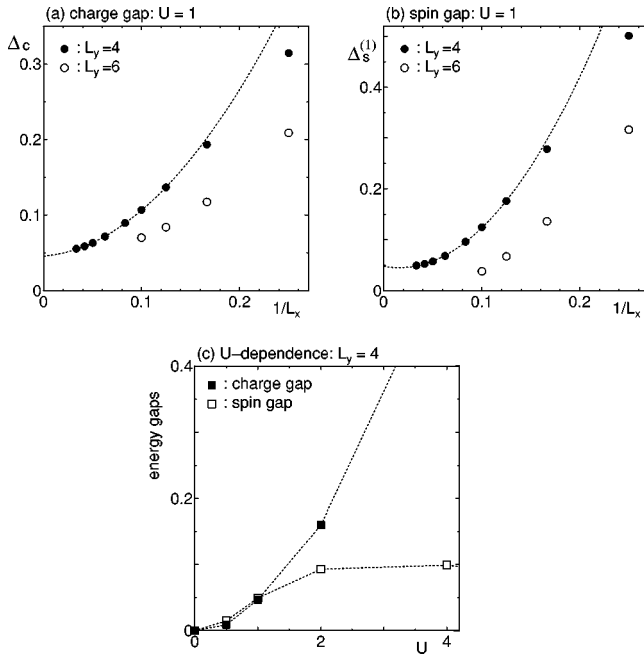 (a) charge gap: U = 1
Δc
● : Ly=4
○ : Ly=6
0.3
0.2
0.1
0
0
0.1
0.2
1/Lx
(b) spin gap: U = 1
Δs(1)
● : Ly=4
○ : Ly=6
0.4
0.2
0
0
0.1
0.2
1/Lx
(c) U–dependence: Ly = 4
■ : charge gap
□ : spin gap
energy gaps
0.4
0.2
0
0
2
U
4